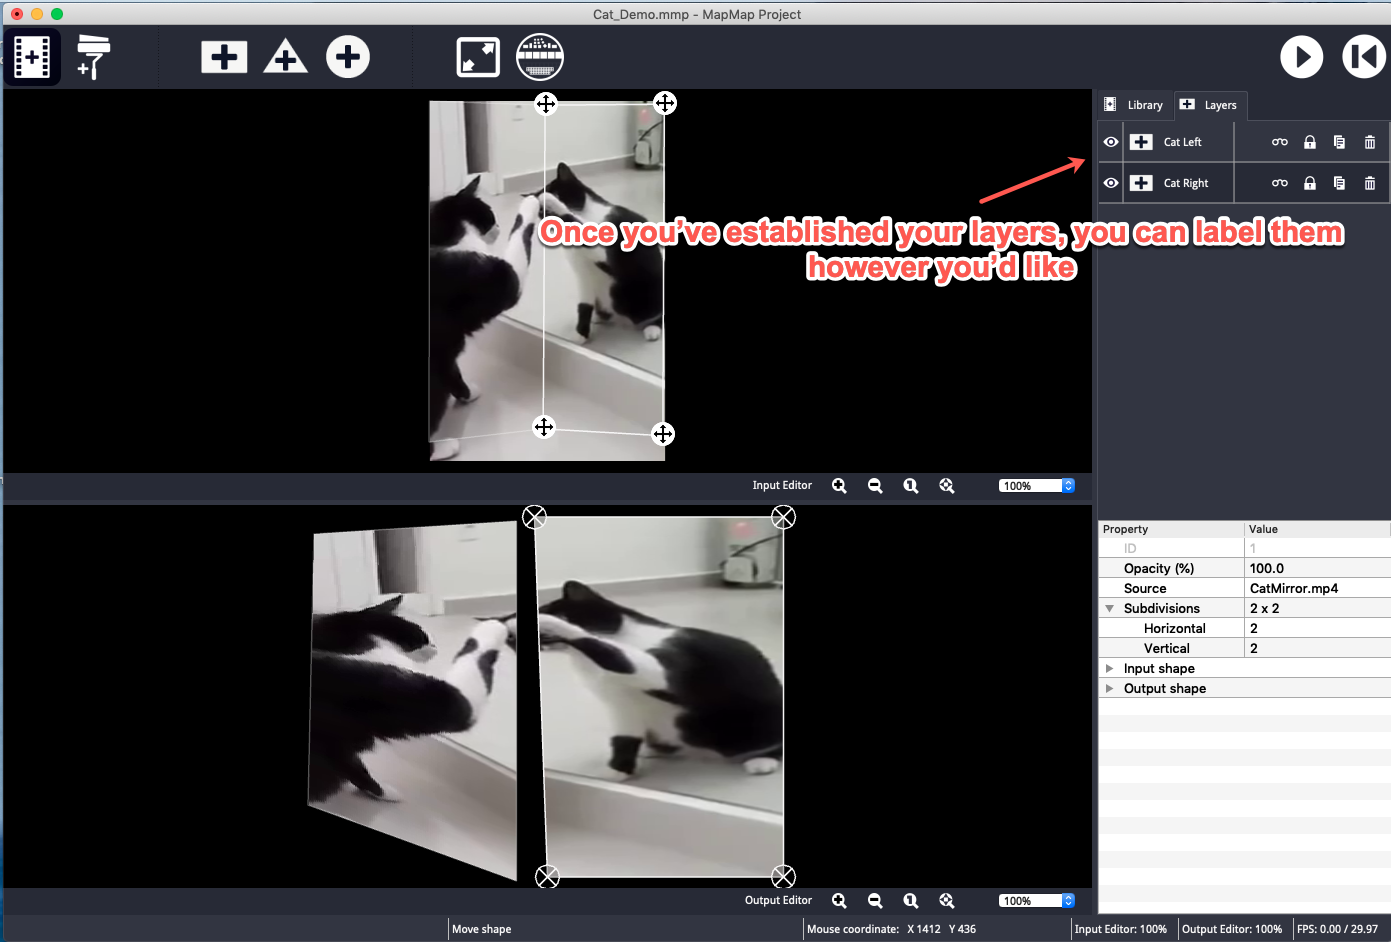 Cat_Demo.mmp - MapMap Project
Library
Layers
Cat Left
Cat Right
Once you've established your layers, you can label them
however you'd like
Input Editor
100%
Property Value
ID 1
Opacity (%) 100.0
Source CatMirror.mp4
Subdivisions 2 x 2
Horizontal 2
Vertical 2
Input shape
Output shape
Output Editor
100%
Move shape
Mouse coordinate: X 1412 Y 436
Input Editor: 100%
Output Editor: 100%
FPS: 0.00 / 29.97